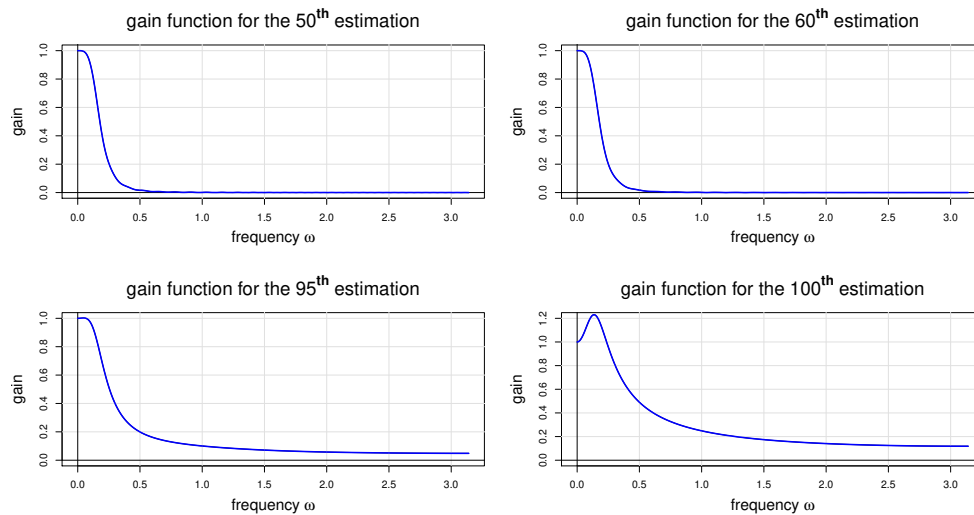 gain function for the 50th estimation
gain
1.0
0.8
0.6
0.4
0.2
0.0
0.0 0.5 1.0 1.5 2.0 2.5 3.0
frequency ω
gain function for the 60th estimation
gain
1.0
0.8
0.6
0.4
0.2
0.0
0.0 0.5 1.0 1.5 2.0 2.5 3.0
frequency ω
gain function for the 95th estimation
gain
1.0
0.8
0.6
0.4
0.2
0.0
0.0 0.5 1.0 1.5 2.0 2.5 3.0
frequency ω
gain function for the 100th estimation
gain
1.2
1.0
0.8
0.6
0.4
0.2
0.0
0.0 0.5 1.0 1.5 2.0 2.5 3.0
frequency ω